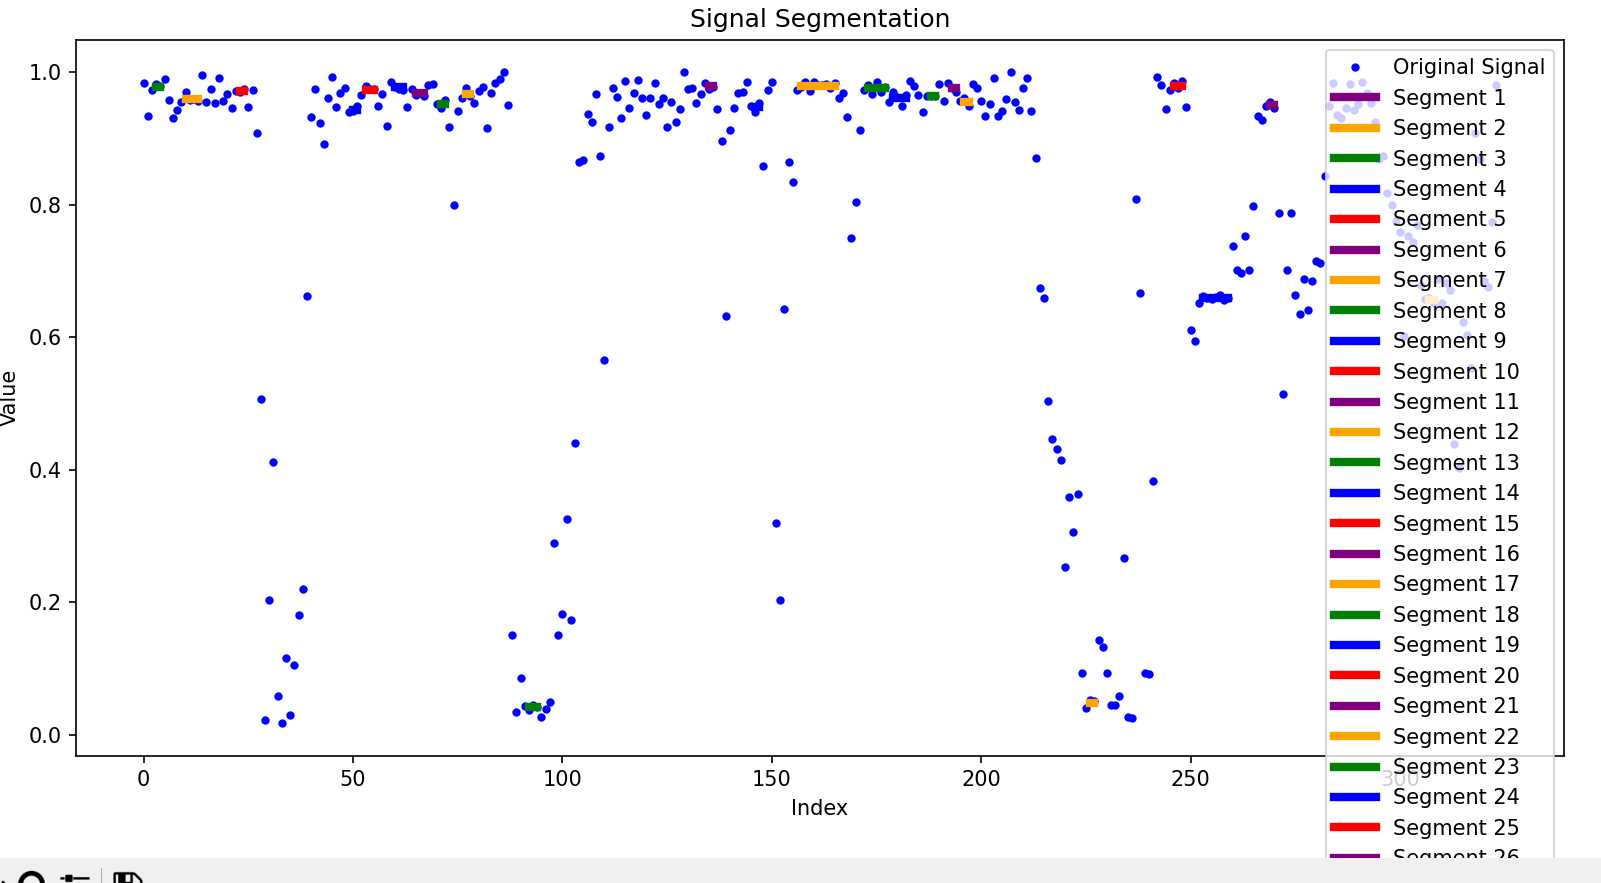 Signal Segmentation
Value
1.0
0.8
0.6
0.4
0.2
0.0
0
50
100
150
200
250
300
Index
Original Signal
Segment 1
Segment 2
Segment 3
Segment 4
Segment 5
Segment 6
Segment 7
Segment 8
Segment 9
Segment 10
Segment 11
Segment 12
Segment 13
Segment 14
Segment 15
Segment 16
Segment 17
Segment 18
Segment 19
Segment 20
Segment 21
Segment 22
Segment 23
Segment 24
Segment 25
Segment 26